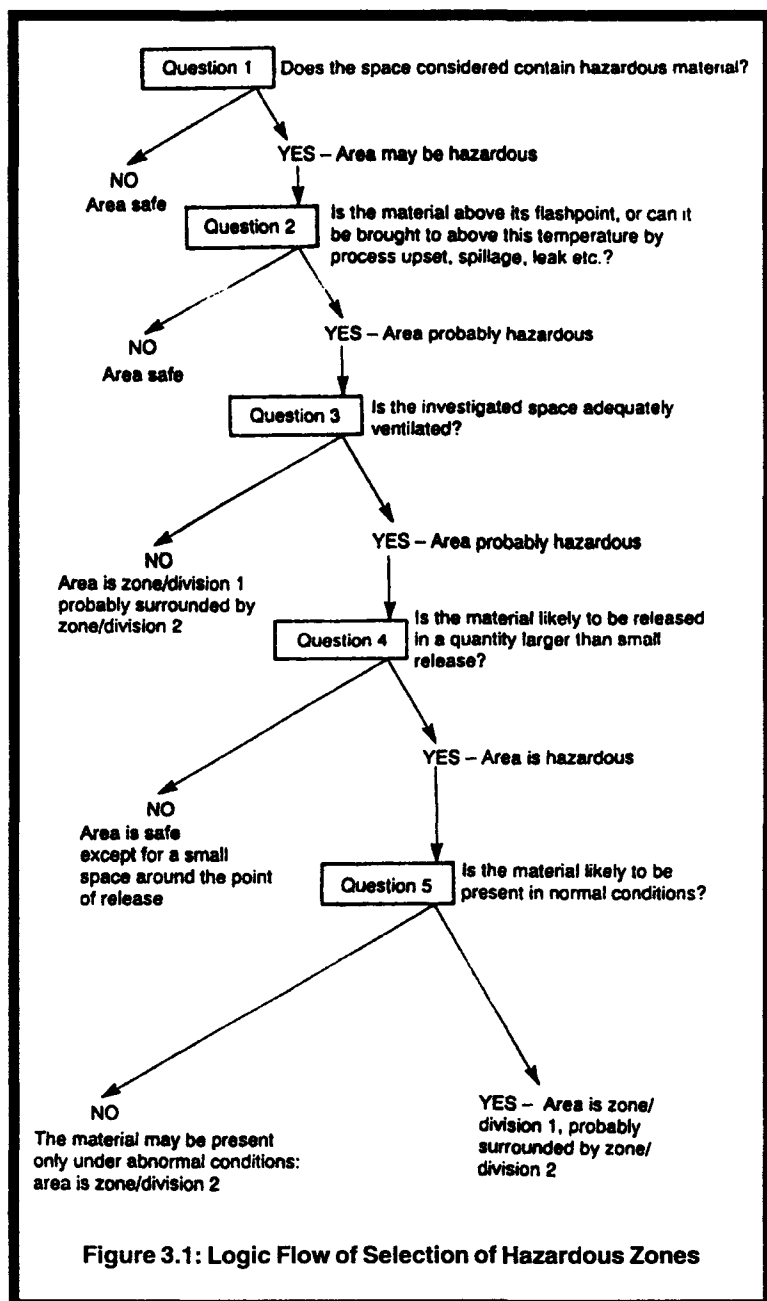 Question 1
Does the space considered contain hazardous material?
NO
Area safe
YES – Area may be hazardous
Question 2
Is the material above its flashpoint, or can it
be brought to above this temperature by
process upset, spillage, leak etc.?
NO
Area safe
YES – Area probably hazardous
Question 3
Is the investigated space adequately
ventilated?
NO
Area is zone/division 1
probably surrounded by
zone/division 2
YES – Area probably hazardous
Question 4
Is the material likely to be released
in a quantity larger than small
release?
NO
Area is safe
except for a small
space around the point
of release
YES – Area is hazardous
Question 5
Is the material likely to be
present in normal conditions?
NO
The material may be present
only under abnormal conditions:
area is zone/division 2
YES – Area is zone/
division 1, probably
surrounded by zone/
division 2
Figure 3.1: Logic Flow of Selection of Hazardous Zones